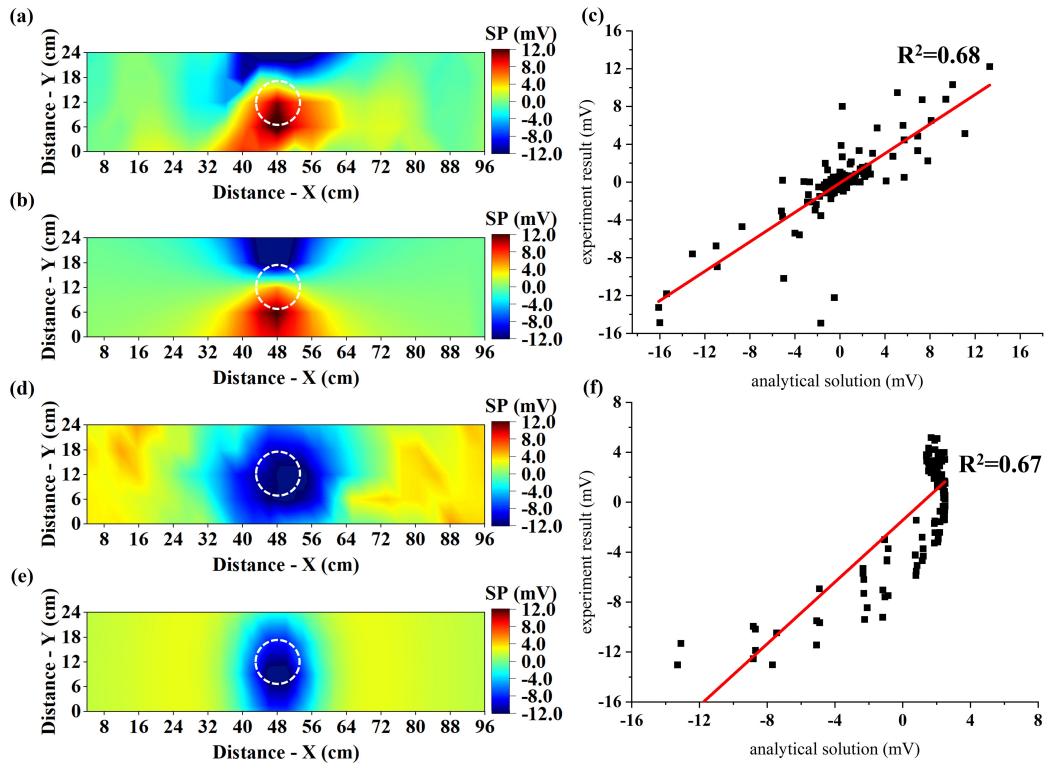 (a)
SP (mV)
Distance - Y (cm)
24
18
12
6
0
8 16 24 32 40 48 56 64 72 80 88 96
Distance - X (cm)
12.0
8.0
4.0
0.0
-4.0
-8.0
-12.0
(b)
SP (mV)
Distance - Y (cm)
24
18
12
6
0
8 16 24 32 40 48 56 64 72 80 88 96
Distance - X (cm)
12.0
8.0
4.0
0.0
-4.0
-8.0
-12.0
(c)
R²=0.68
experiment result (mV)
16
12
8
4
0
-4
-8
-12
-16
-16 -12 -8 -4 0 4 8 12 16
analytical solution (mV)
(d)
SP (mV)
Distance - Y (cm)
24
18
12
6
0
8 16 24 32 40 48 56 64 72 80 88 96
Distance - X (cm)
12.0
8.0
4.0
0.0
-4.0
-8.0
-12.0
(e)
SP (mV)
Distance - Y (cm)
24
18
12
6
0
8 16 24 32 40 48 56 64 72 80 88 96
Distance - X (cm)
12.0
8.0
4.0
0.0
-4.0
-8.0
-12.0
(f)
R²=0.67
experiment result (mV)
8
4
0
-4
-8
-12
-16
-16 -12 -8 -4 0 4 8
analytical solution (mV)